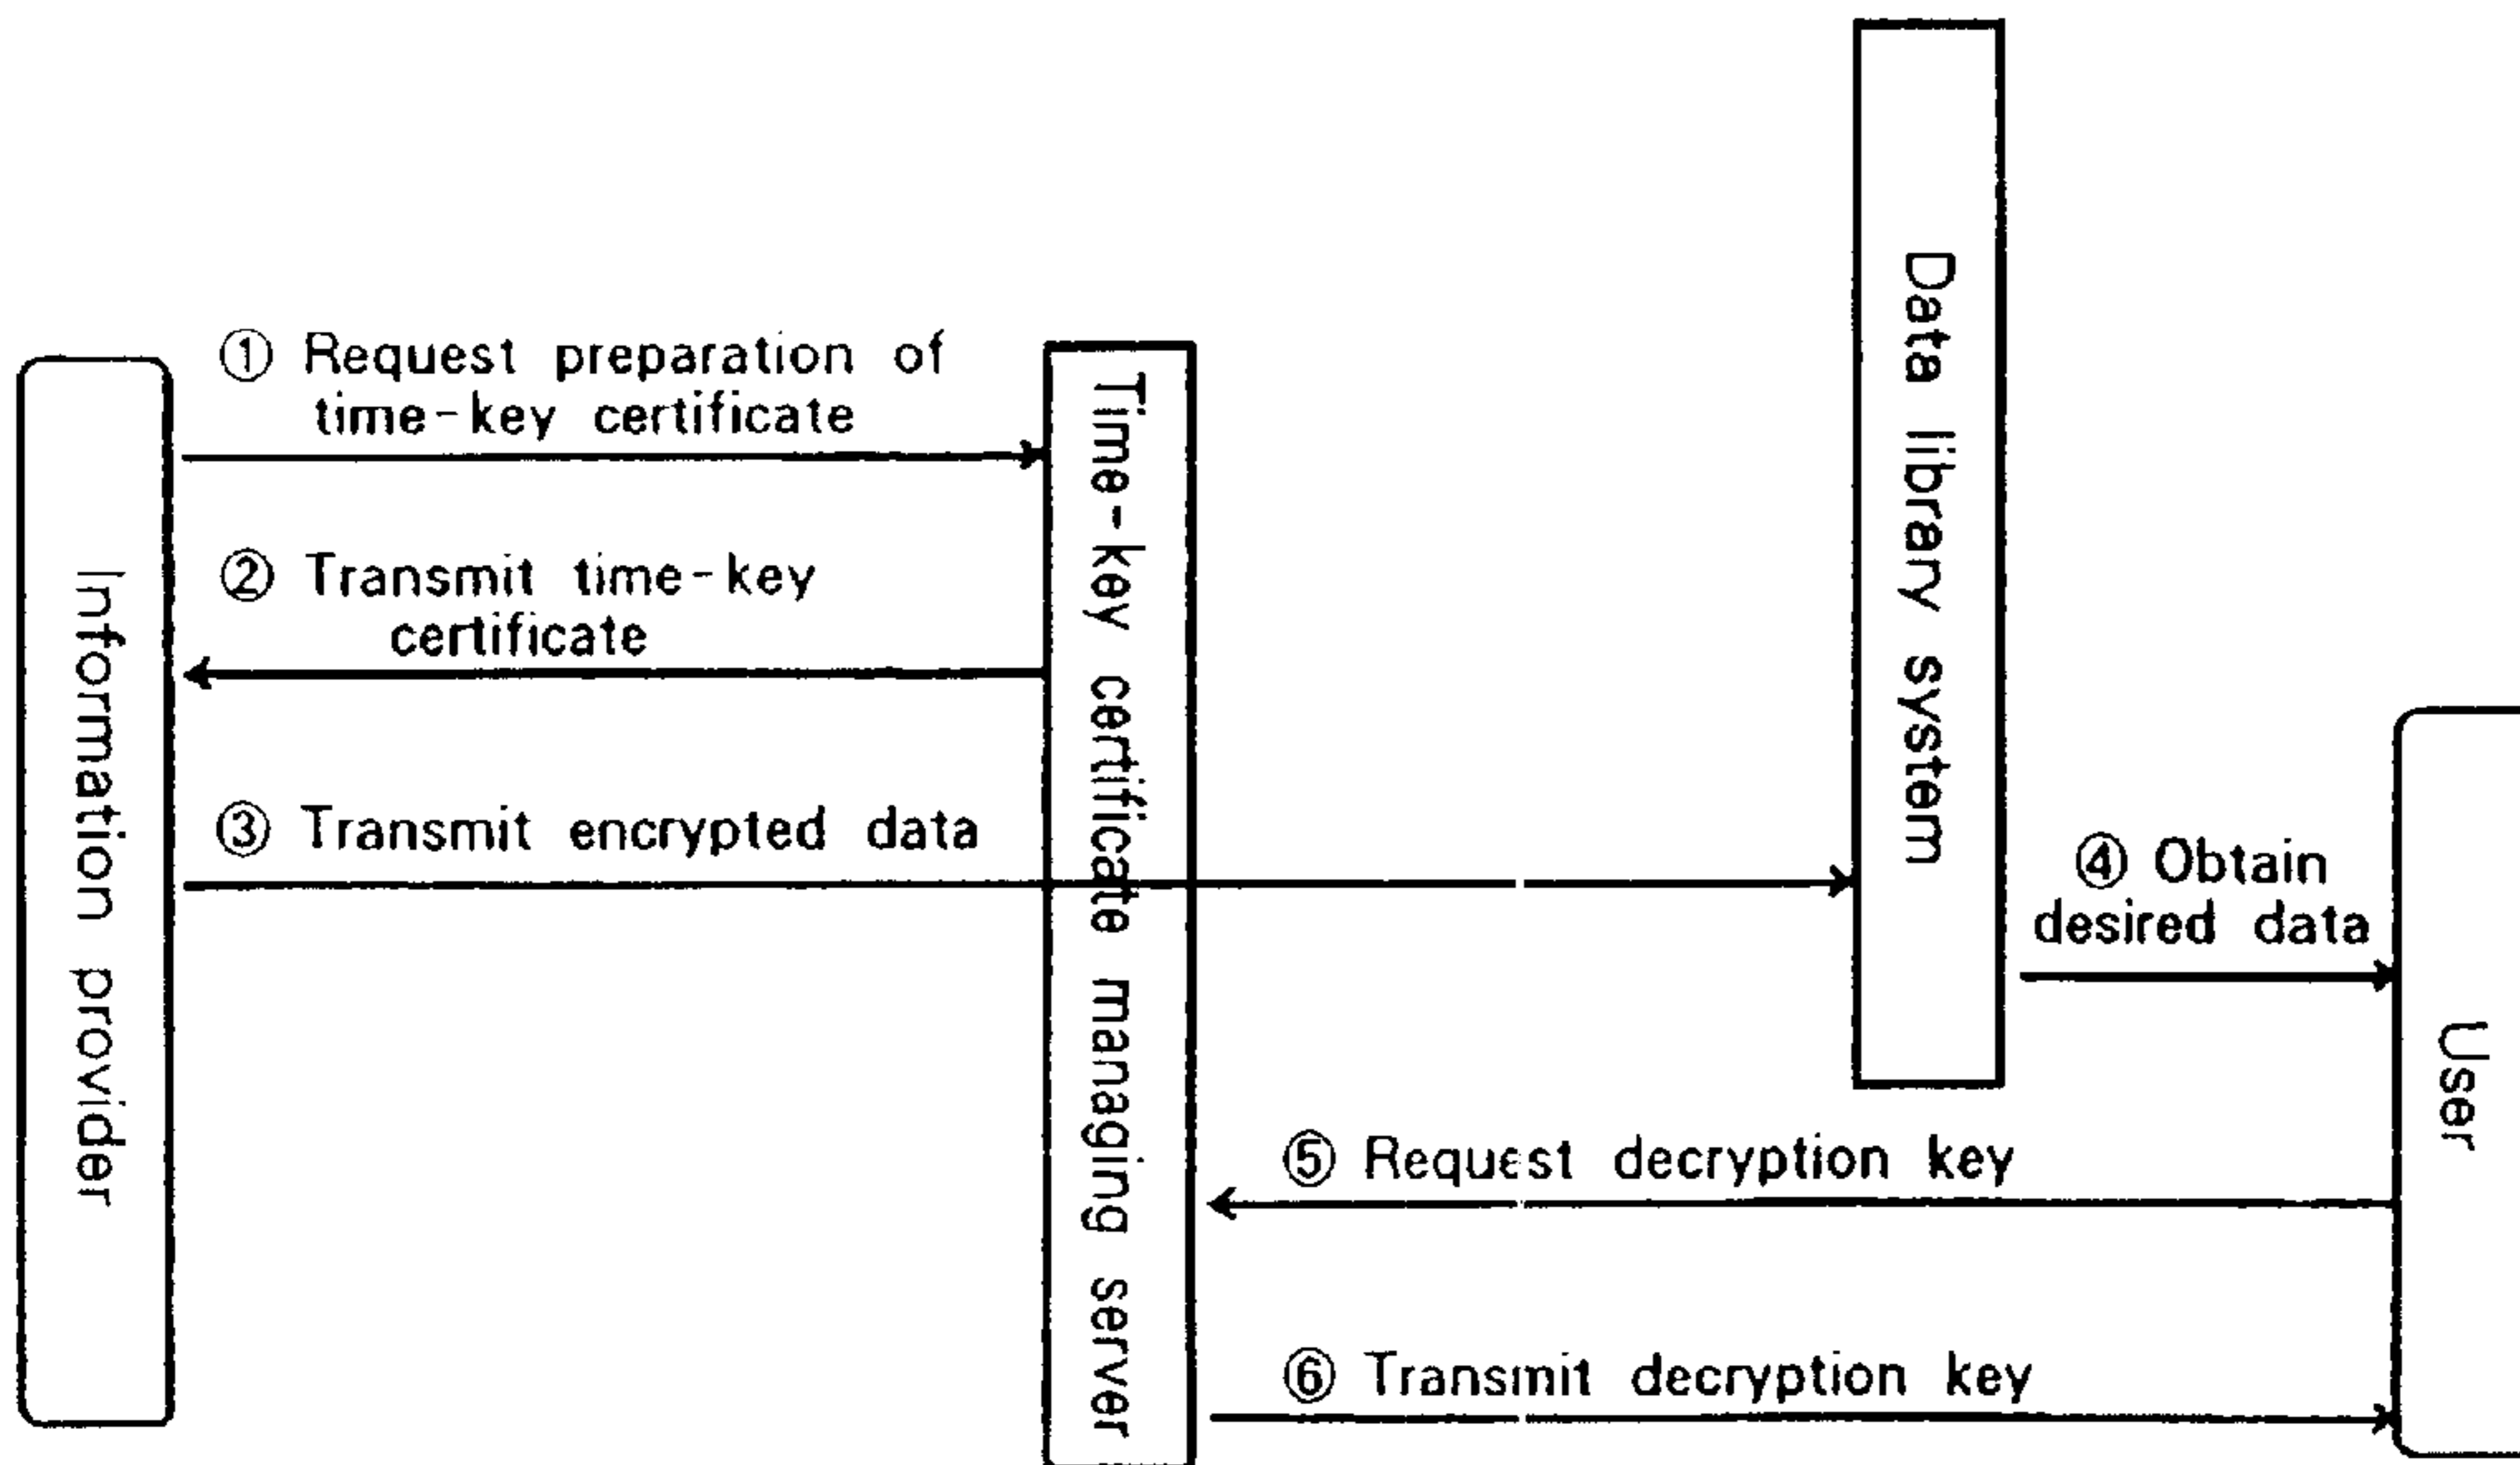 Information provider
① Request preparation of
time-key certificate
② Transmit time-key
certificate
③ Transmit encrypted data
Time-key certificate managing server
Data library system
④ Obtain
desired data
⑤ Request decryption key
⑥ Transmit decryption key
User